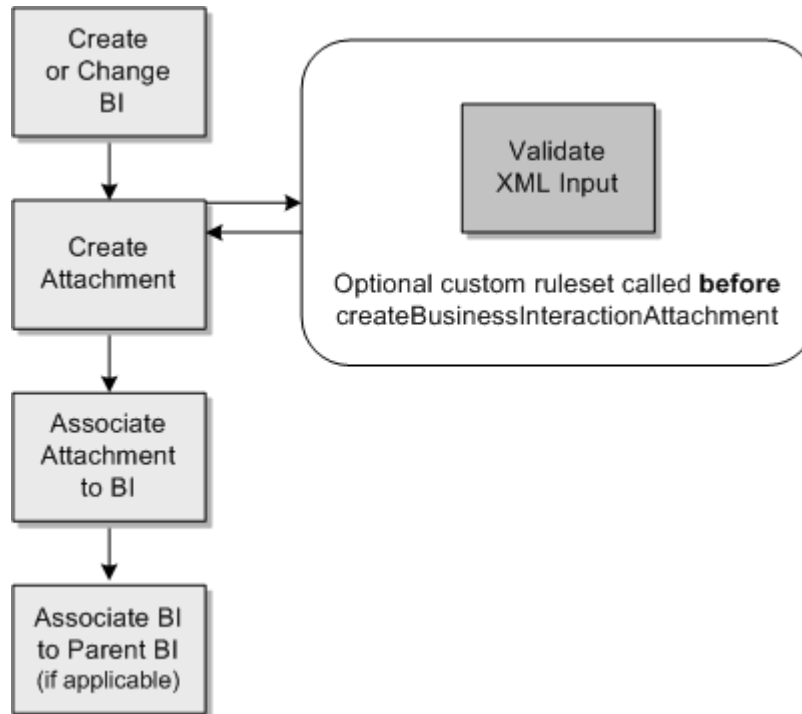 Create
or Change
BI
Validate
XML Input
Create
Attachment
Optional custom ruleset called before
createBusinessInteractionAttachment
Associate
Attachment
to BI
Associate BI
to Parent BI
(if applicable)